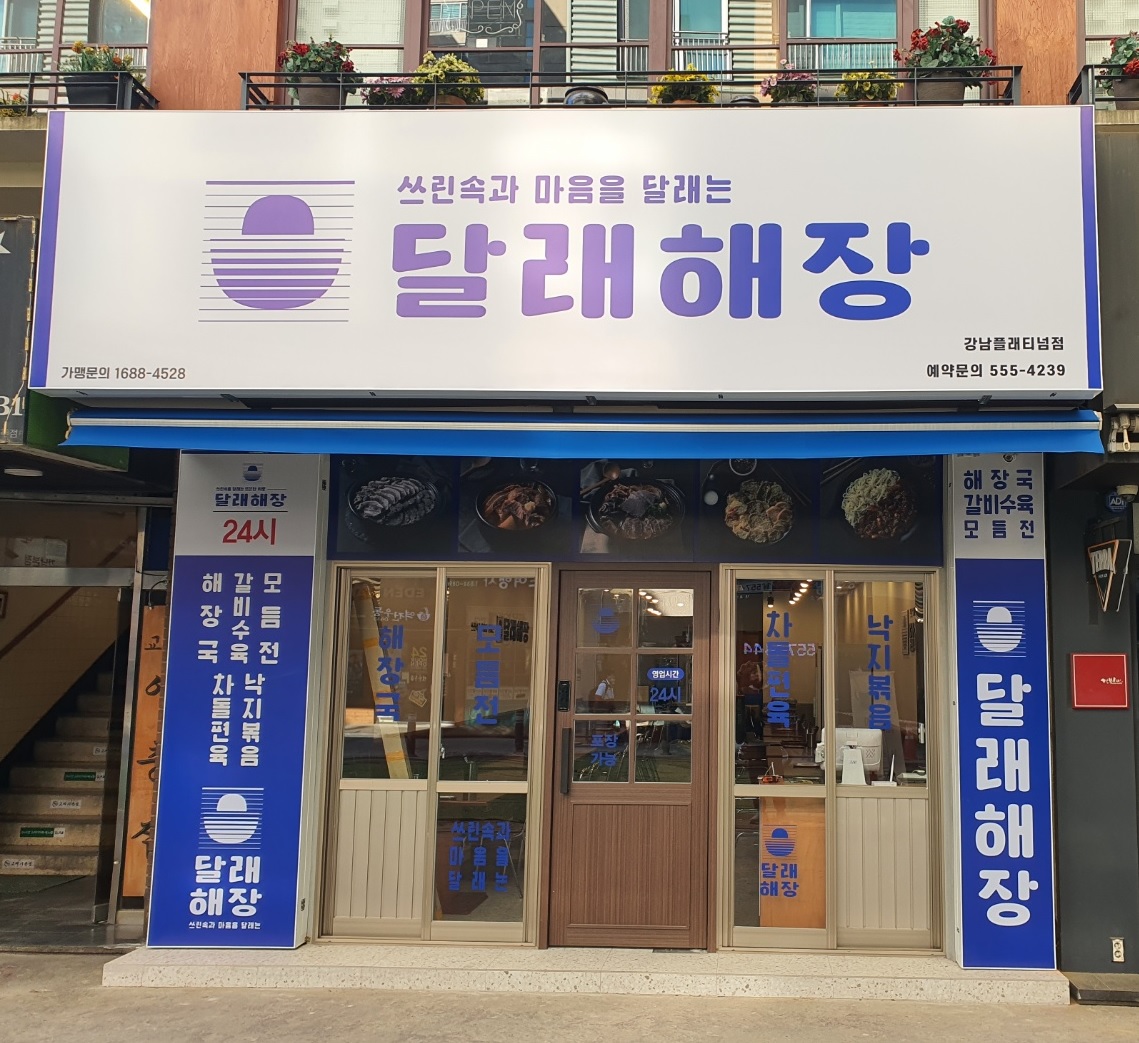 OPEN
쓰린속과 마음을 달래는
달래해장
강남플래티넘점
가맹문의 1688-4528
예약문의 555-4239
달래해장
24시
모듬전
갈비수육
해장국
낙지볶음
차돌편육
달래
해장
쓰린속과 마음을 달래는
해장국
모듬전
쓰린속과
마음을
달래는
영업시간
24시
포장
가능
차돌편육
낙지볶음
달래
해장
해장국
갈비수육
모듬전
달래해장